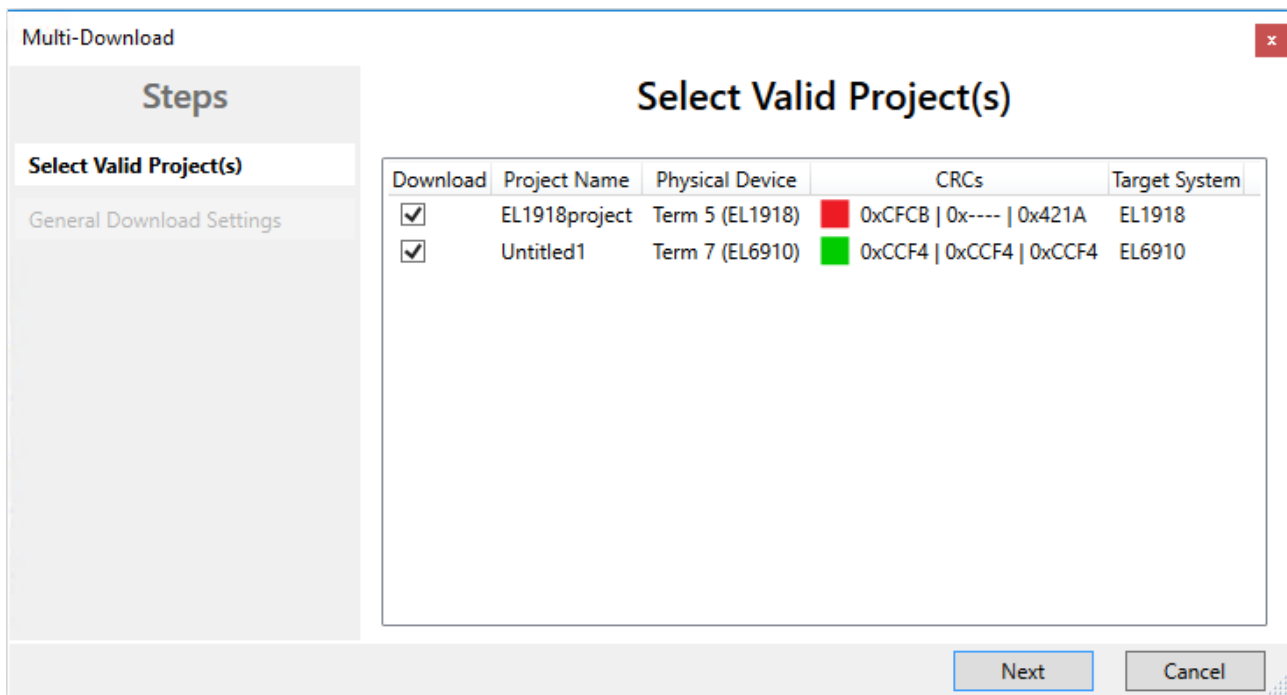 Multi-Download
x
Steps
Select Valid Project(s)
General Download Settings
Select Valid Project(s)
Download Project Name Physical Device CRCs Target System
EL1918project Term 5 (EL1918) 0xCFCB | 0x---- | 0x421A EL1918
Untitled1 Term 7 (EL6910) 0xCCF4 | 0xCCF4 | 0xCCF4 EL6910
Next Cancel